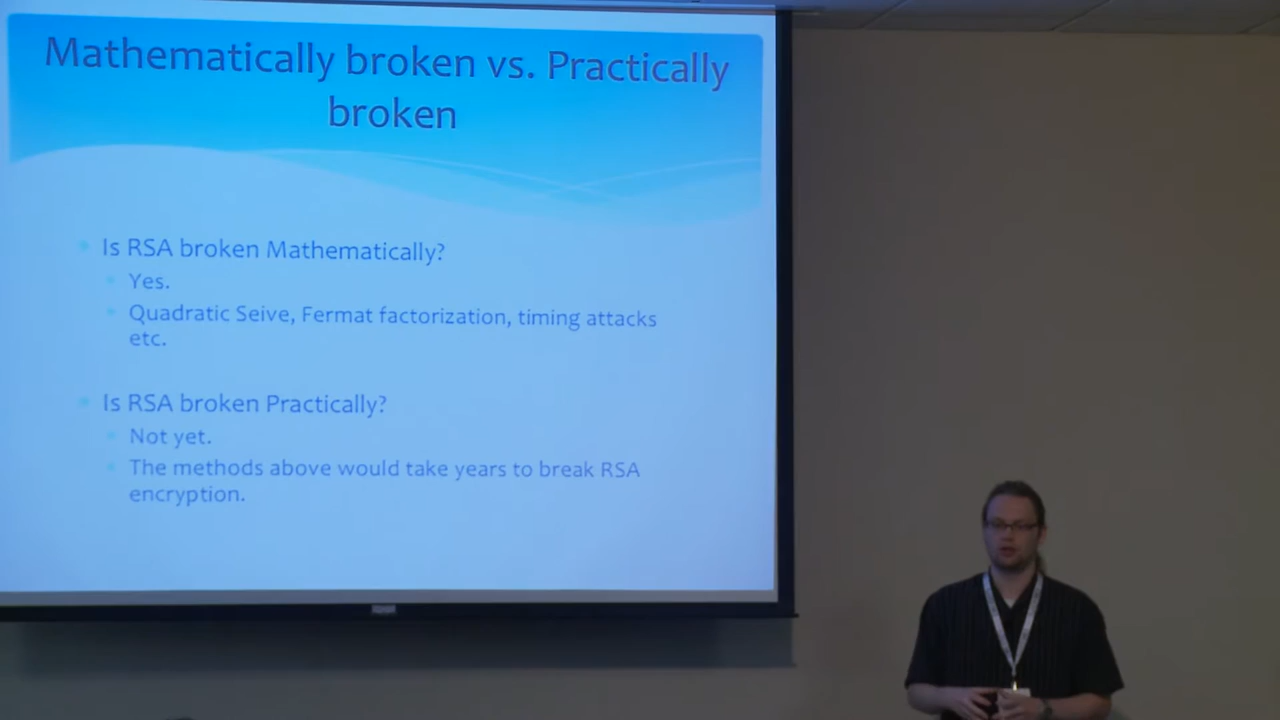 Mathematically broken vs. Practically
broken
Is RSA broken Mathematically?
Yes.
Quadratic Seive, Fermat factorization, timing attacks
etc.
Is RSA broken Practically?
Not yet.
The methods above would take years to break RSA
encryption.